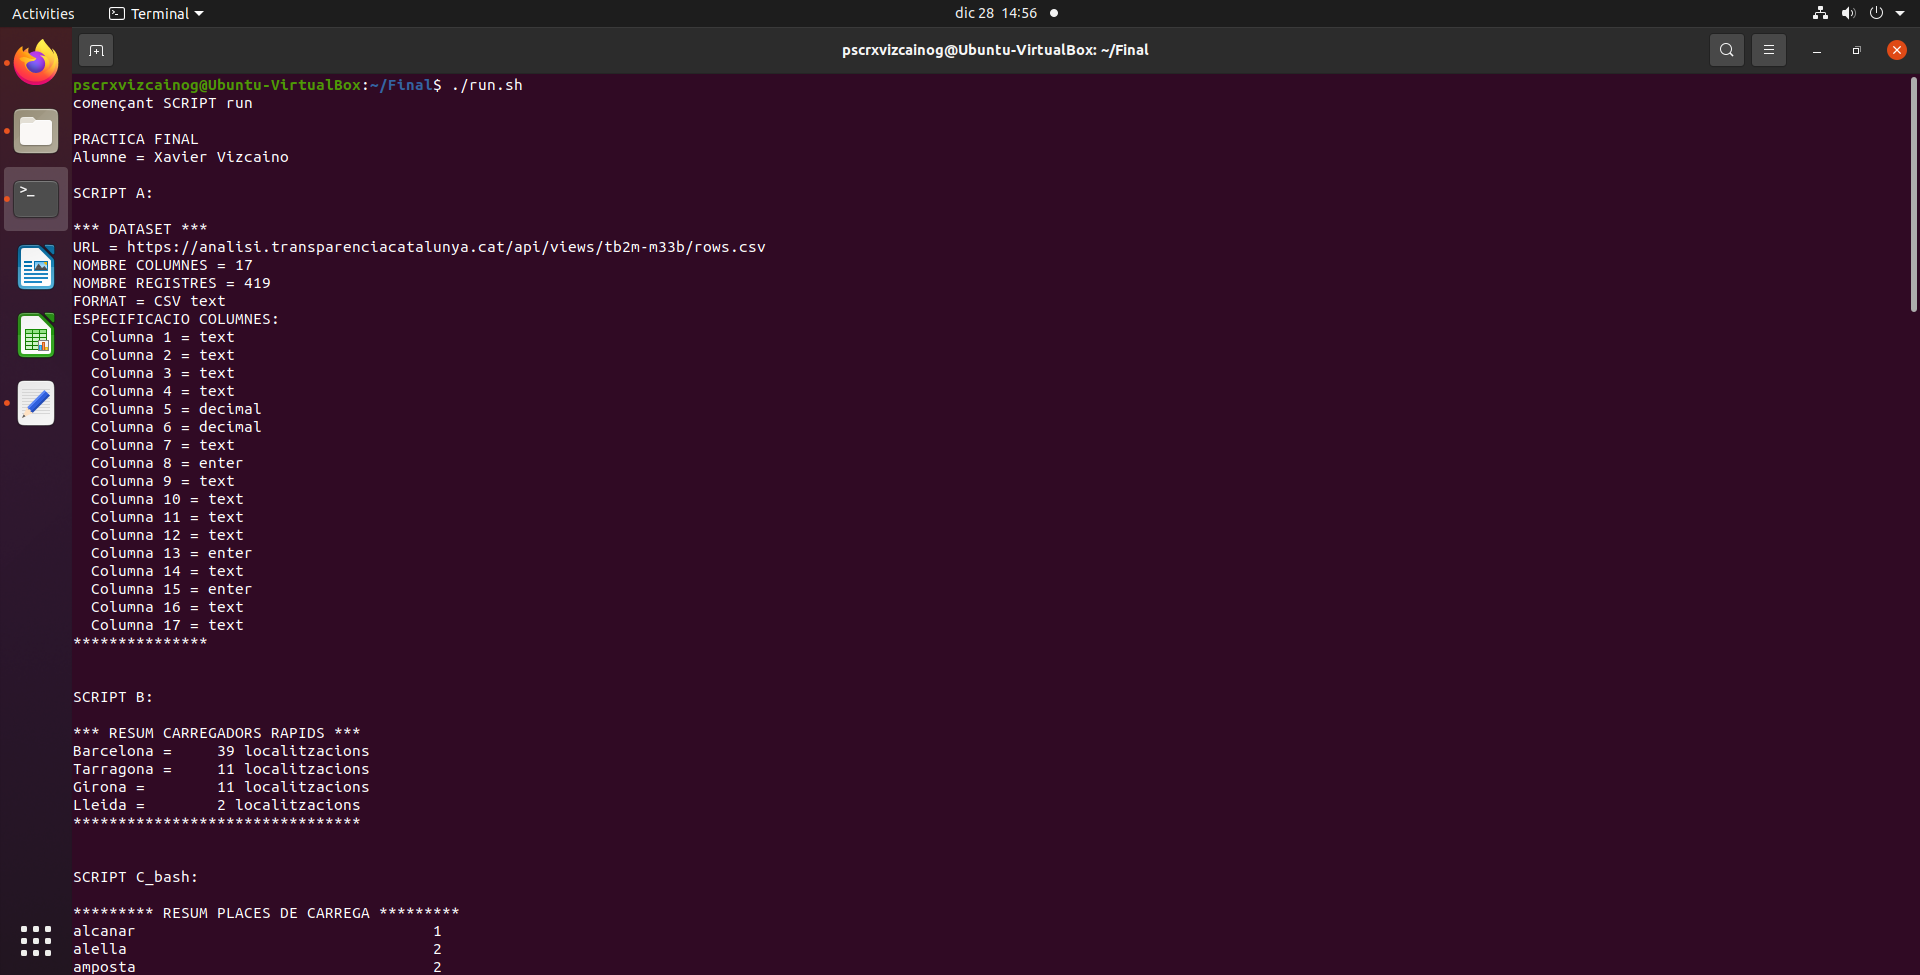 Activities
Terminal
dic 28 14:56
pscrxvizcainog@Ubuntu-VirtualBox: ~/Final
pscrxvizcainog@Ubuntu-VirtualBox:~/Final$ ./run.sh
començant SCRIPT run
PRACTICA FINAL
Alumne = Xavier Vizcaino
SCRIPT A:
*** DATASET ***
URL = https://analisi.transparenciacatalunya.cat/api/views/tb2m-m33b/rows.csv
NOMBRE COLUMNES = 17
NOMBRE REGISTRES = 419
FORMAT = CSV text
ESPECIFICACIO COLUMNES:
Columna 1 = text
Columna 2 = text
Columna 3 = text
Columna 4 = text
Columna 5 = decimal
Columna 6 = decimal
Columna 7 = text
Columna 8 = enter
Columna 9 = text
Columna 10 = text
Columna 11 = text
Columna 12 = text
Columna 13 = enter
Columna 14 = text
Columna 15 = enter
Columna 16 = text
Columna 17 = text
***************
SCRIPT B:
*** RESUM CARREGADORS RAPIDS ***
Barcelona = 39 localitzacions
Tarragona = 11 localitzacions
Girona = 11 localitzacions
Lleida = 2 localitzacions
********************************
SCRIPT C_bash:
********* RESUM PLACES DE CARREGA *********
alcanar 1
alella 2
amposta 2